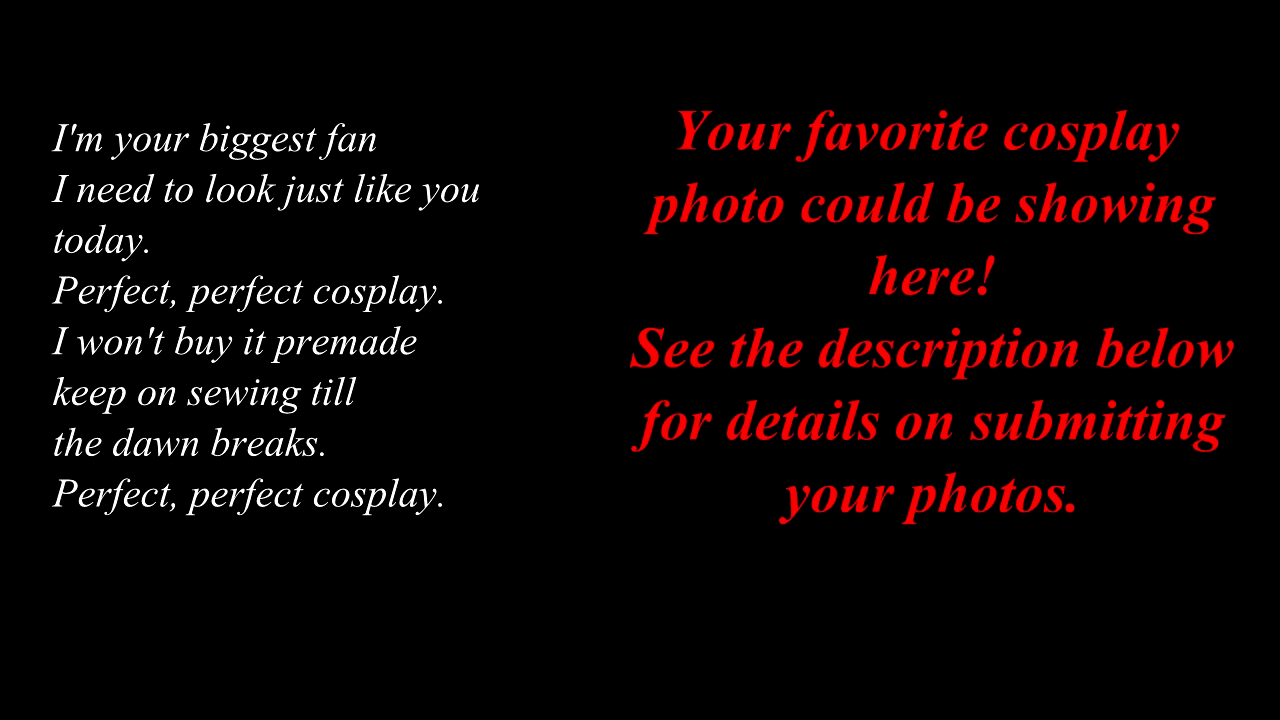 I'm your biggest fan
I need to look just like you
today.
Perfect, perfect cosplay.
I won't buy it premade
keep on sewing till
the dawn breaks.
Perfect, perfect cosplay.
Your favorite cosplay
photo could be showing
here!
See the description below
for details on submitting
your photos.